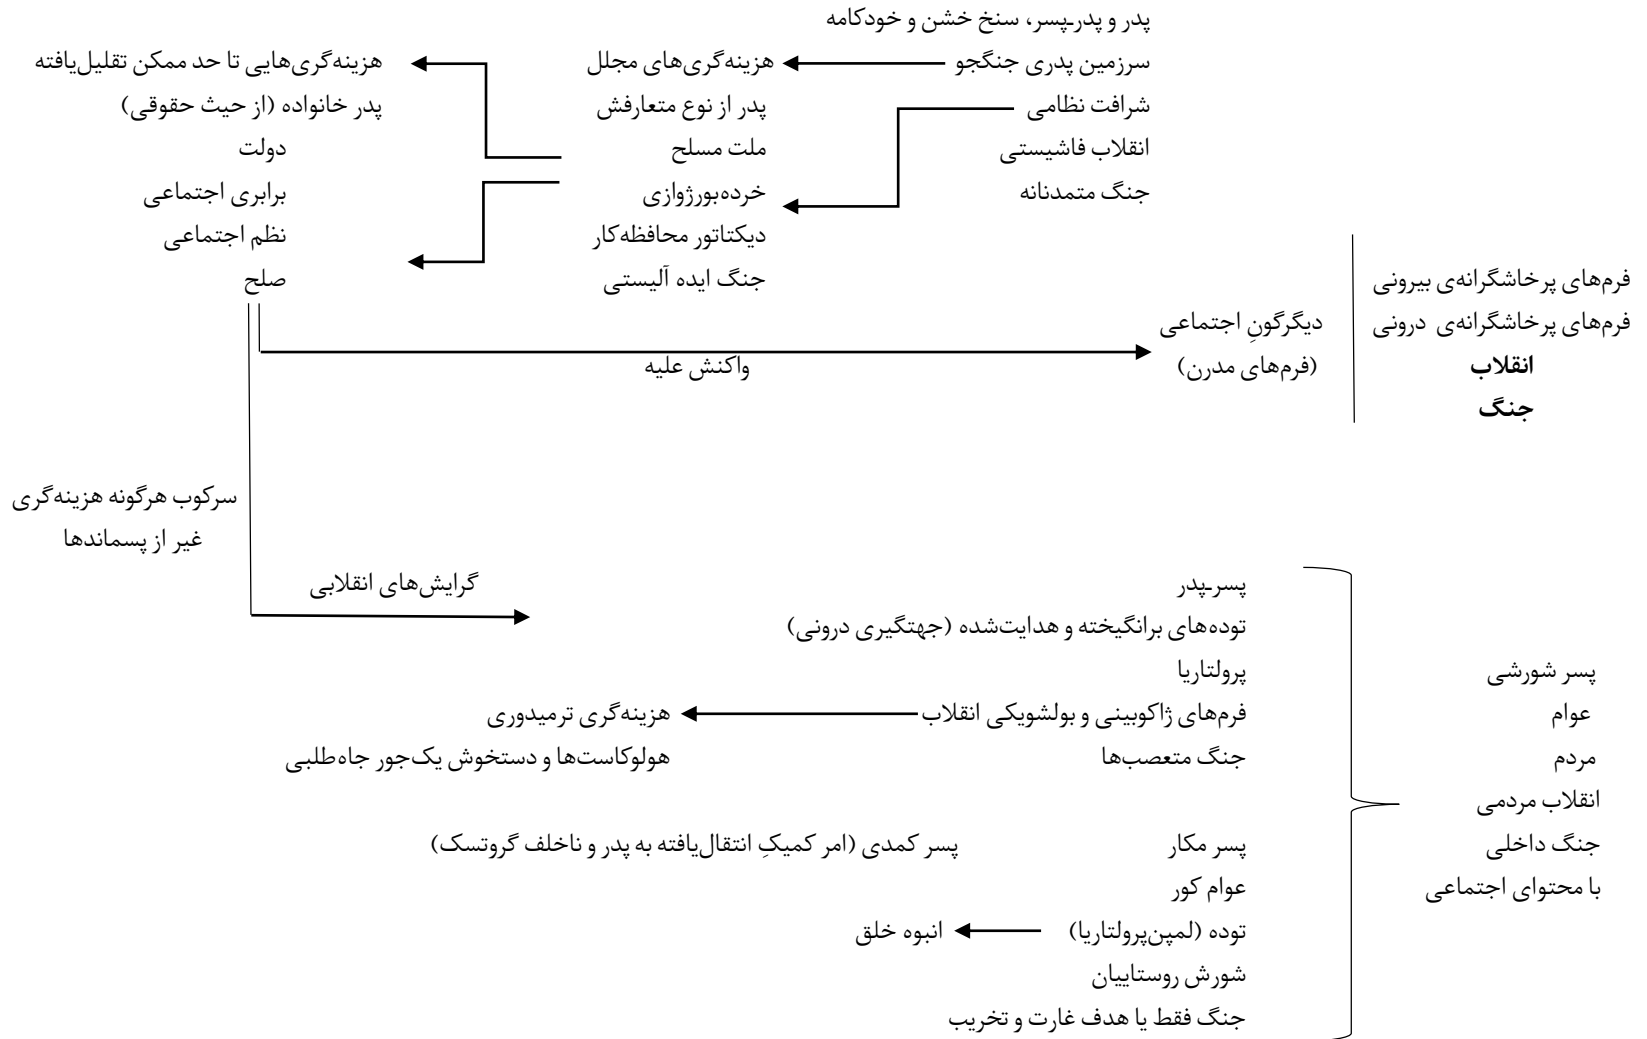 پدر و پدرـپسر، سنخ خشن و خودکامه
سرزمین پدری جنگجو
شرافت نظامی
انقلاب فاشیستی
جنگ متمدنانه
هزینه‌گری‌های مجلل
پدر از نوع متعارفش
ملت مسلح
خرده‌بورژوازی
دیکتاتور محافظه‌کار
جنگ ایده آلیستی
هزینه‌گری‌هایی تا حد ممکن تقلیل‌یافته
پدر خانواده (از حیث حقوقی)
دولت
برابری اجتماعی
نظم اجتماعی
صلح
فرم‌های پرخاشگرانه‌ی بیرونی
فرم‌های پرخاشگرانه‌ی درونی
انقلاب
جنگ
دیگرگونِ اجتماعی
(فرم‌های مدرن)
واکنش علیه
سرکوب هرگونه هزینه‌گری
غیر از پسماندها
گرایش‌های انقلابی
پسر شورشی
عوام
مردم
انقلاب مردمی
جنگ داخلی
با محتوای اجتماعی
پسرـپدر
توده‌های برانگیخته و هدایت‌شده (جهتگیری درونی)
پرولتاریا
فرم‌های ژاکوبینی و بولشویکی انقلاب
جنگ متعصب‌ها
هزینه‌گری ترمیدوری
هولوکاست‌ها و دستخوش یک‌جور جاه‌طلبی
پسر مکار
پسر کمدی (امر کمیکِ انتقال‌یافته به پدر و ناخلف گروتسک)
عوام کور
توده (لمپن‌پرولتاریا)
انبوه خلق
شورش روستاییان
جنگ فقط یا هدف غارت و تخریب